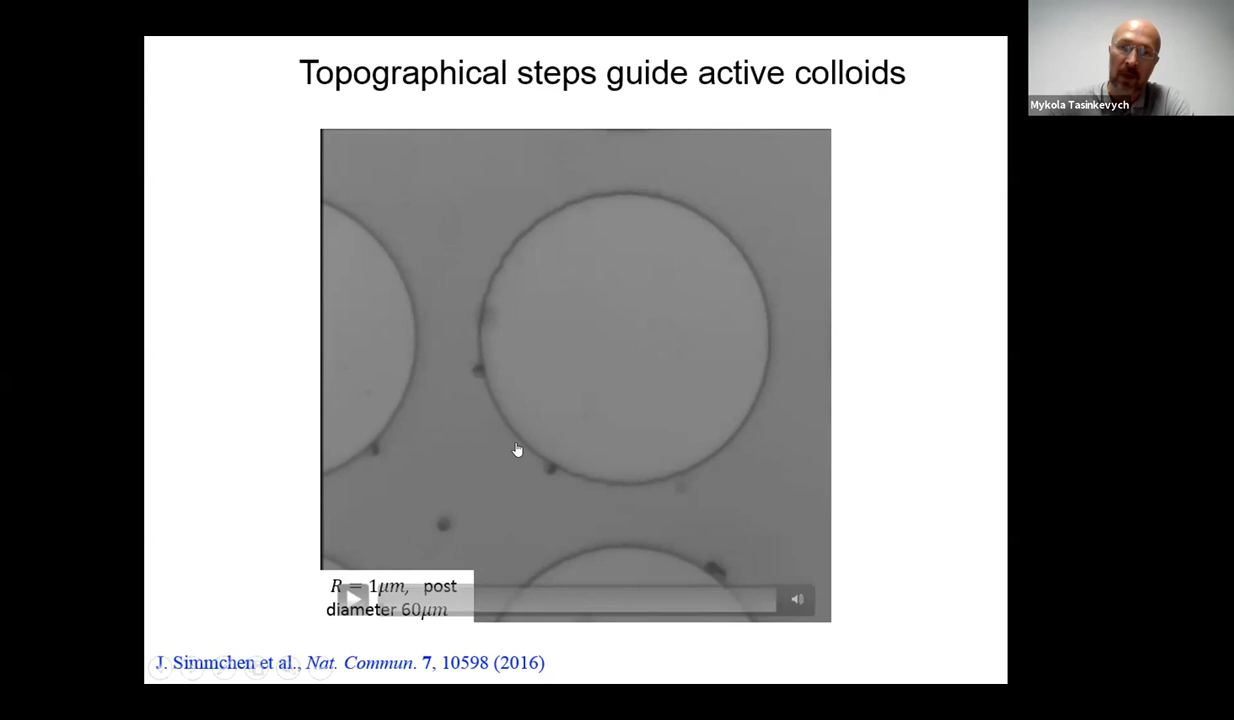 Topographical steps guide active colloids
Mykola Tasinkevych
R = 1μm, post
diameter 60μm
J. Simmchen et al., Nat. Commun. 7, 10598 (2016)